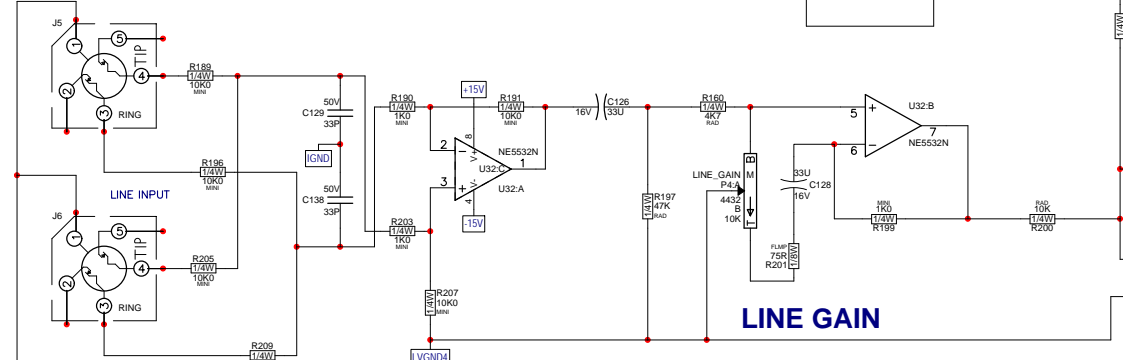 J5
5
1
TIP
4
2
3
RING
R189
1/4W
10K0
MINI
R196
1/4W
10K0
MINI
LINE INPUT
J6
5
1
TIP
4
2
3
RING
R205
1/4W
10K0
MINI
R209
1/4W
50V
C129
33P
IGND
50V
C138
33P
R190
1/4W
1K0
MINI
R203
1/4W
1K0
MINI
R207
1/4W
10K0
MINI
LVGND4
+15V
8
V+
2
3
1
NE5532N
U32:C
U32:A
V-
4
-15V
R191
1/4W
10K0
MINI
C126
16V
33U
R160
1/4W
4K7
RAD
R197
1/4W
47K
RAD
LINE_GAIN
P4:A
4432
B
10K
B
M
T
33U
C128
16V
FLMP
75R
R201
1/8W
5
6
7
U32:B
NE5532N
MINI
1K0
1/4W
R199
RAD
10K
1/4W
R200
1/4W
LINE GAIN